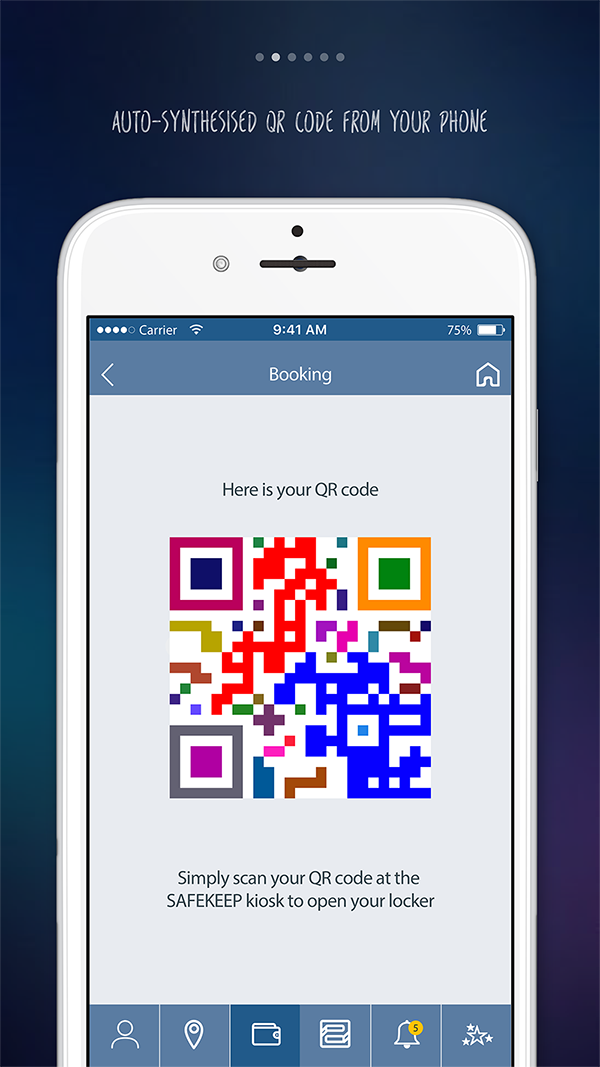 AUTO-SYNTHESISED QR CODE FROM YOUR PHONE
Carrier 9:41 AM 75%
Booking
Here is your QR code
Simply scan your QR code at the
SAFEKEEP kiosk to open your locker
5